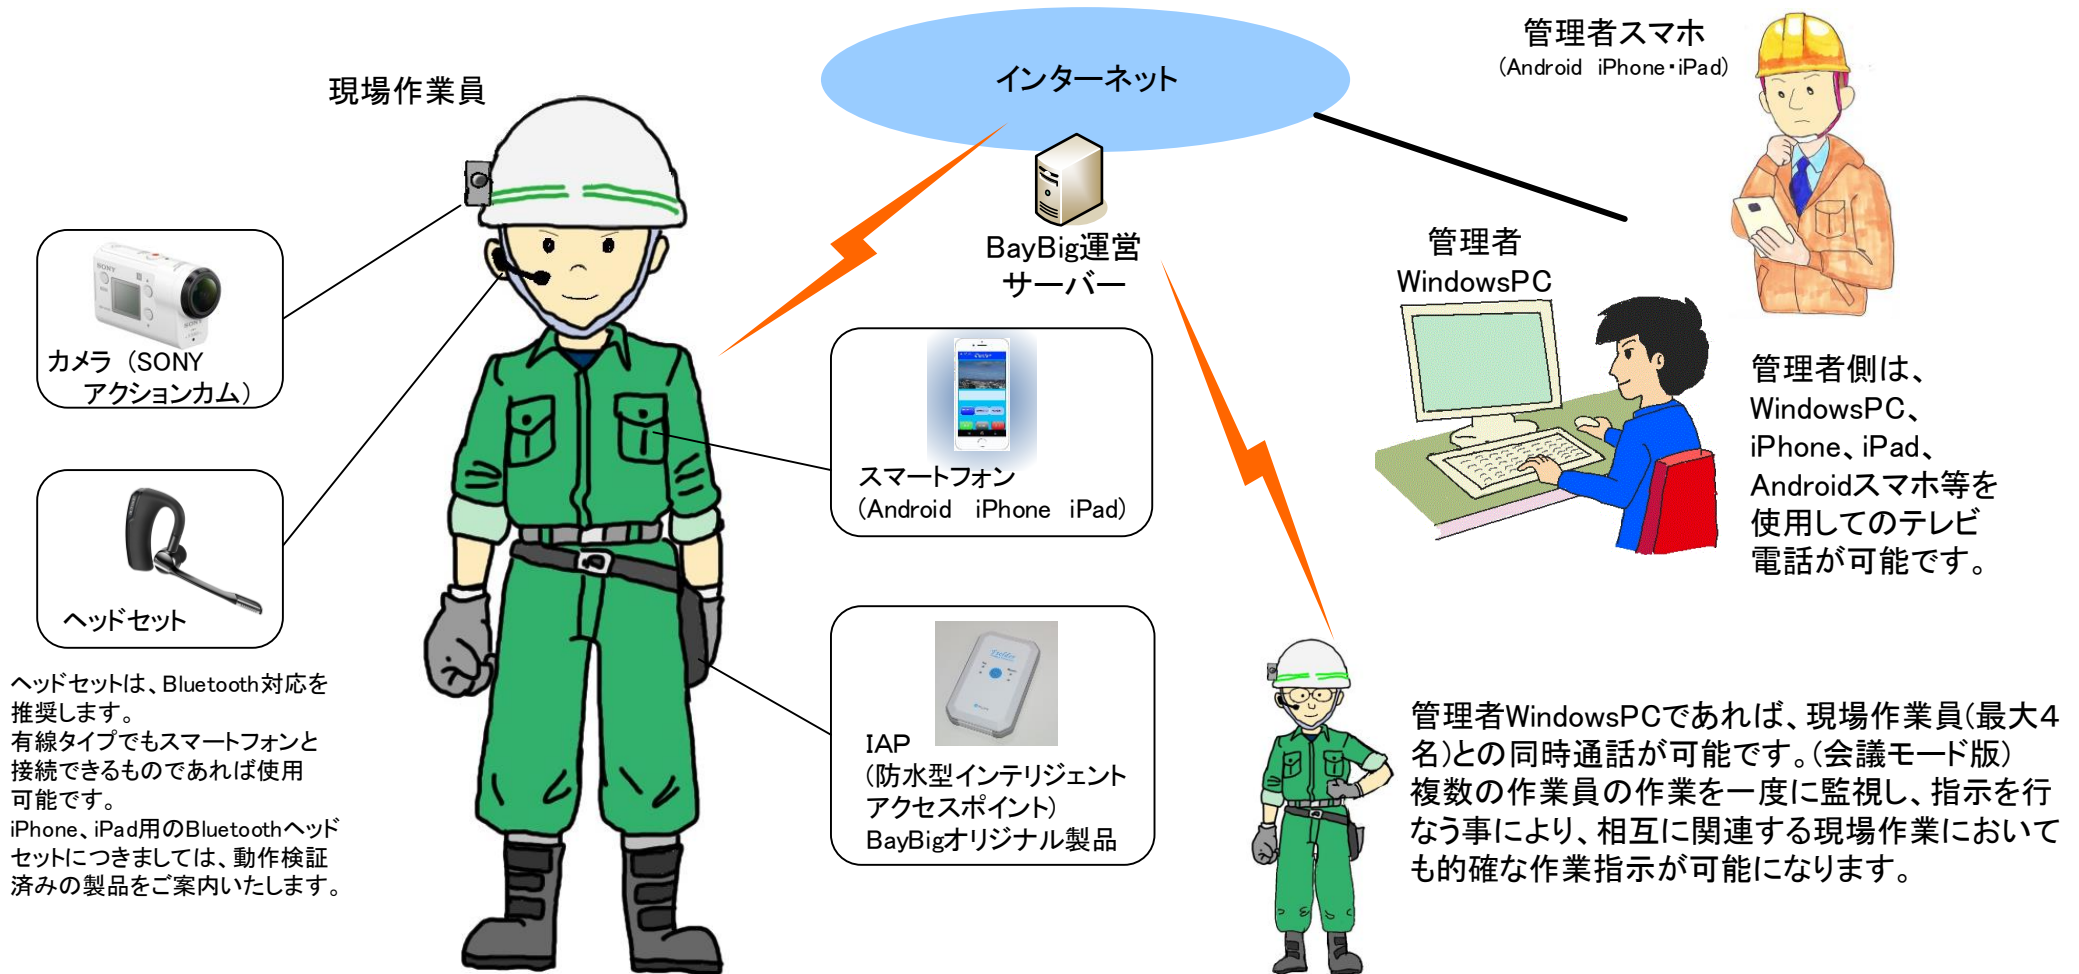 現場作業員
インターネット
BayBig運営
サーバー
管理者スマホ
(Android iPhone・iPad)
管理者
WindowsPC
SONY
カメラ (SONY
アクションカム)
ヘッドセット
ヘッドセットは、Bluetooth対応を
推奨します。
有線タイプでもスマートフォンと
接続できるものであれば使用
可能です。
iPhone、iPad用のBluetoothヘッド
セットにつきましては、動作検証
済みの製品をご案内いたします。
スマートフォン
(Android iPhone iPad)
IAP
(防水型インテリジェント
アクセスポイント)
BayBigオリジナル製品
管理者側は、
WindowsPC、
iPhone、iPad、
Androidスマホ等を
使用してのテレビ
電話が可能です。
管理者WindowsPCであれば、現場作業員(最大4
名)との同時通話が可能です。(会議モード版)
複数の作業員の作業を一度に監視し、指示を行
なう事により、相互に関連する現場作業において
も的確な作業指示が可能になります。